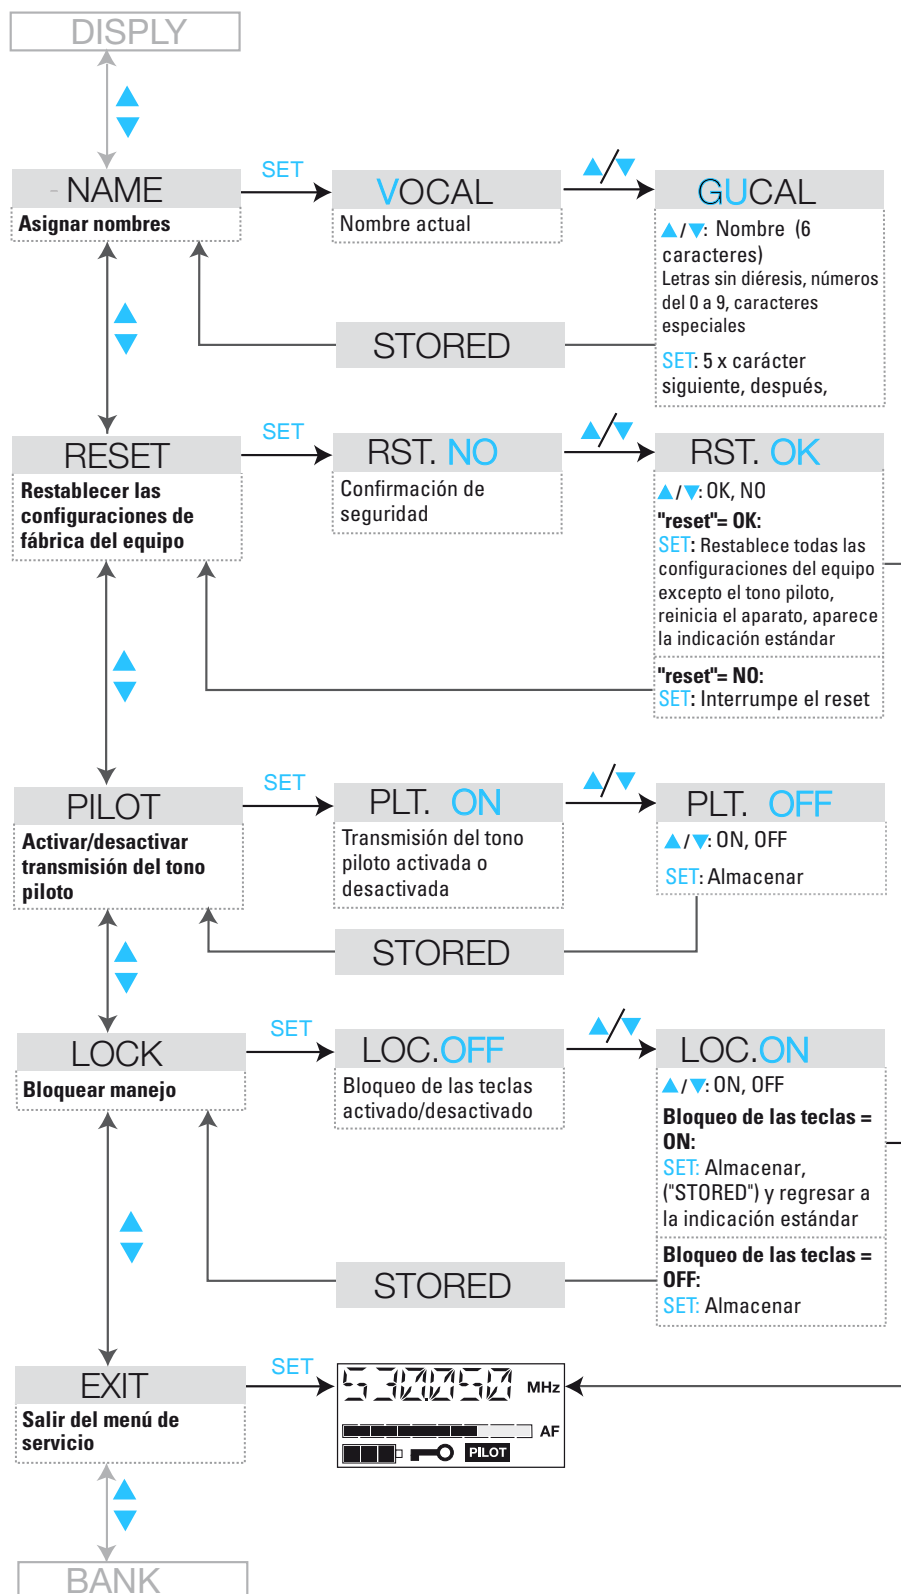 DISPLY
- NAME
Asignar nombres
SET
VOCAL
Nombre actual
▲/▼
GUCAL
▲/▼: Nombre (6
caracteres)
Letras sin diéresis, números
del 0 a 9, caracteres
especiales
SET: 5 x carácter
siguiente, después,
STORED
RESET
Restablecer las
configuraciones de
fábrica del equipo
SET
RST. NO
Confirmación de
seguridad
▲/▼
RST. OK
▲/▼: OK, NO
"reset"= OK:
SET: Restablece todas las
configuraciones del equipo
excepto el tono piloto,
reinicia el aparato, aparece
la indicación estándar
"reset"= NO:
SET: Interrumpe el reset
PILOT
Activar/desactivar
transmisión del tono
piloto
SET
PLT. ON
Transmisión del tono
piloto activada o
desactivada
▲/▼
PLT. OFF
▲/▼: ON, OFF
SET: Almacenar
STORED
LOCK
Bloquear manejo
SET
LOC.OFF
Bloqueo de las teclas
activado/desactivado
▲/▼
LOC.ON
▲/▼: ON, OFF
Bloqueo de las teclas =
ON:
SET: Almacenar,
("STORED") y regresar a
la indicación estándar
Bloqueo de las teclas =
OFF:
SET: Almacenar
STORED
EXIT
Salir del menú de
servicio
SET
530.050 MHz
AF
PILOT
BANK